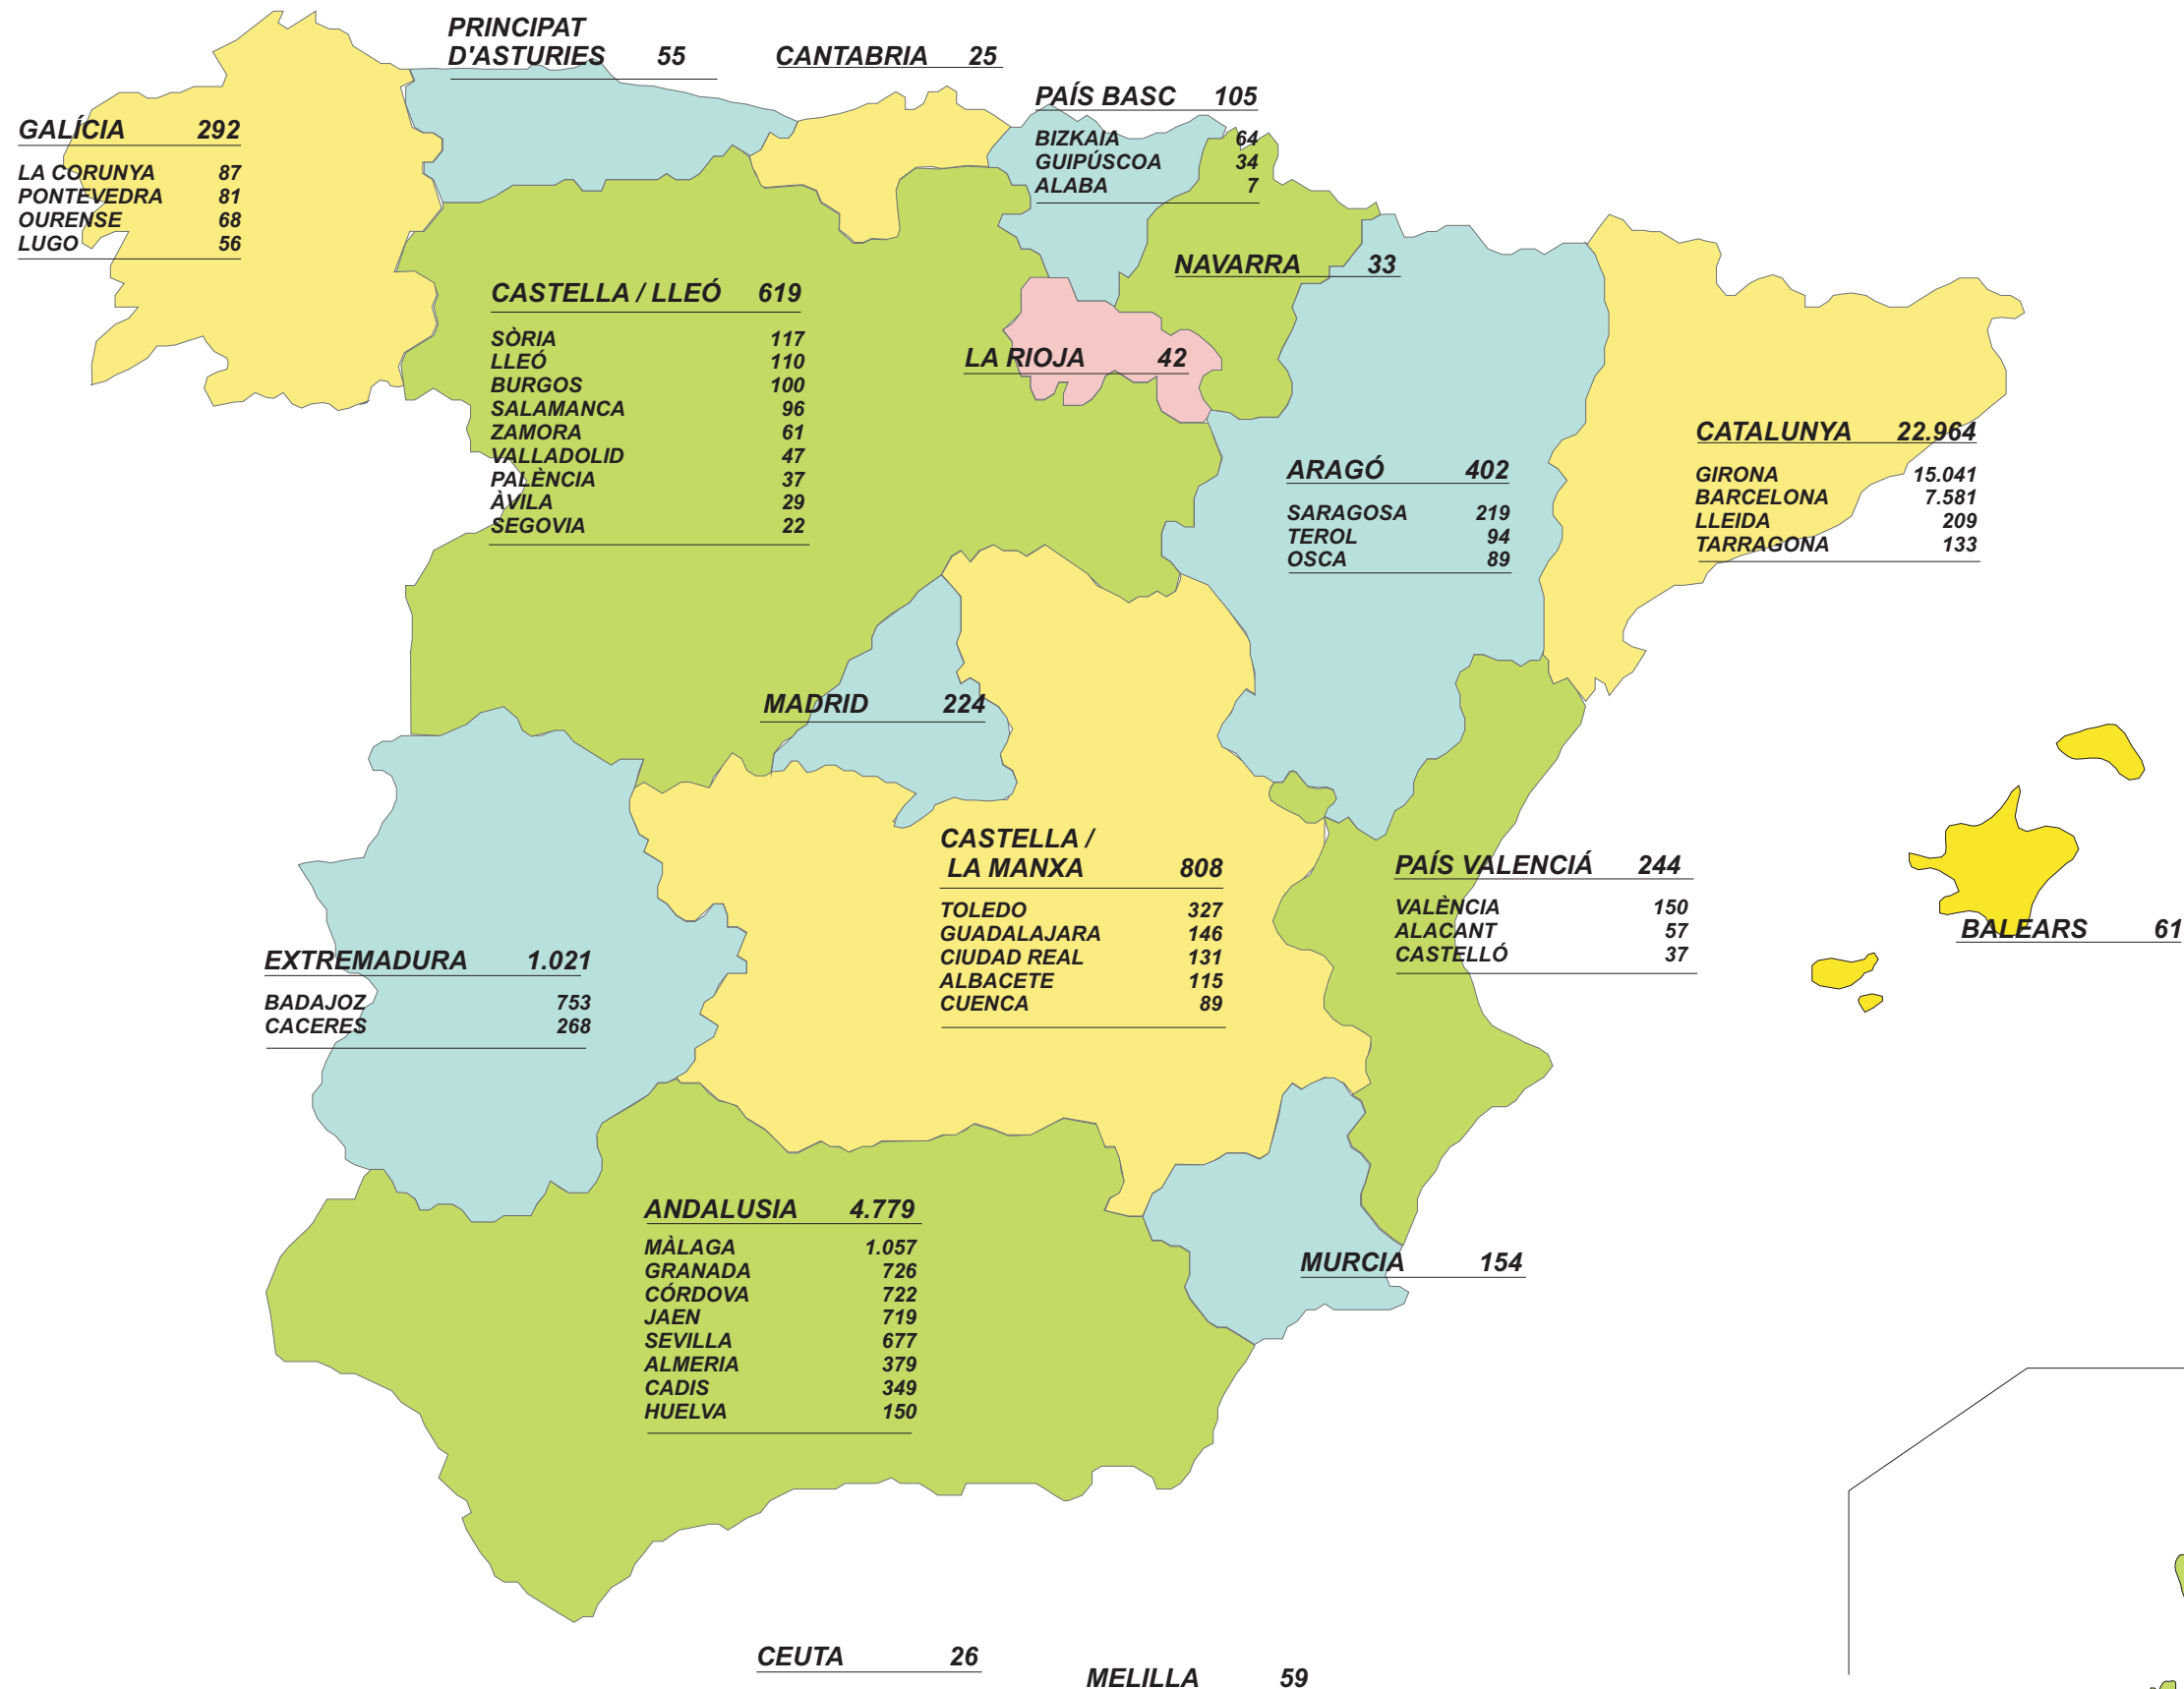 PRINCIPAT
D'ASTURIES 55
CANTABRIA 25
PAÍS BASC 105
BIZKAIA 64
GUIPÚSCOA 34
ALABA 7
GALÍCIA 292
LA CORUNYA 87
PONTEVEDRA 81
OURENSE 68
LUGO 56
NAVARRA 33
CASTELLA / LLEÓ 619
SÒRIA 117
LLEÓ 110
BURGOS 100
SALAMANCA 96
ZAMORA 61
VALLADOLID 47
PALÈNCIA 37
ÀVILA 29
SEGOVIA 22
LA RIOJA 42
ARAGÓ 402
SARAGOSA 219
TEROL 94
OSCA 89
CATALUNYA 22.964
GIRONA 15.041
BARCELONA 7.581
LLEIDA 209
TARRAGONA 133
MADRID 224
CASTELLA /
LA MANXA 808
TOLEDO 327
GUADALAJARA 146
CIUDAD REAL 131
ALBACETE 115
CUENCA 89
PAÍS VALENCIÁ 244
VALÈNCIA 150
ALACANT 57
CASTELLÓ 37
BALEARS 61
EXTREMADURA 1.021
BADAJOZ 753
CACERES 268
ANDALUSIA 4.779
MÀLAGA 1.057
GRANADA 726
CÓRDOVA 722
JAEN 719
SEVILLA 677
ALMERIA 379
CADIS 349
HUELVA 150
MURCIA 154
CEUTA 26
MELILLA 59